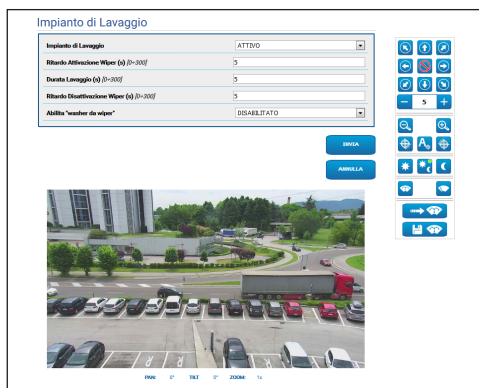 Impianto di Lavaggio
Impianto di Lavaggio ATTIVO
Ritardo Attivazione Wiper (s) [0÷300] 5
Durata Lavaggio (s) [0÷300] 5
Ritardo Disattivazione Wiper (s) [0÷300] 5
Abilita "washer da wiper" DISABILITATO
INVIA
ANNULLA
− 5 +
A
PAN: 0° TILT 0° ZOOM: 1x